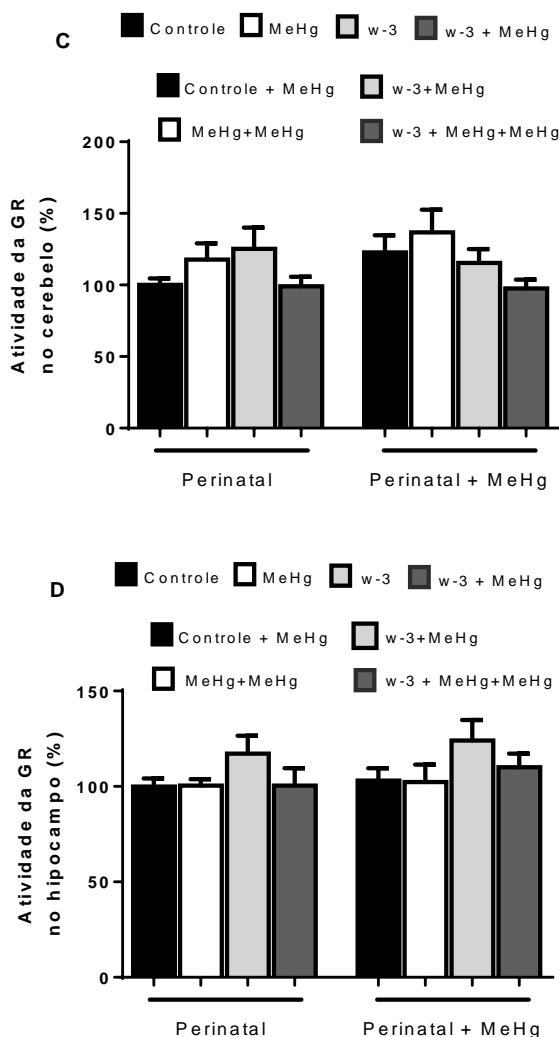 C
Controle MeHg w-3 w-3 + MeHg
Controle + MeHg w-3+MeHg
MeHg+MeHg w-3 + MeHg+MeHg
Atividade da GR
no cerebelo (%)
200
150
100
50
0
Perinatal Perinatal + MeHg
D
Controle MeHg w-3 w-3 + MeHg
Controle + MeHg w-3+MeHg
MeHg+MeHg w-3 + MeHg+MeHg
Atividade da GR
no hipocampo (%)
150
100
50
0
Perinatal Perinatal + MeHg